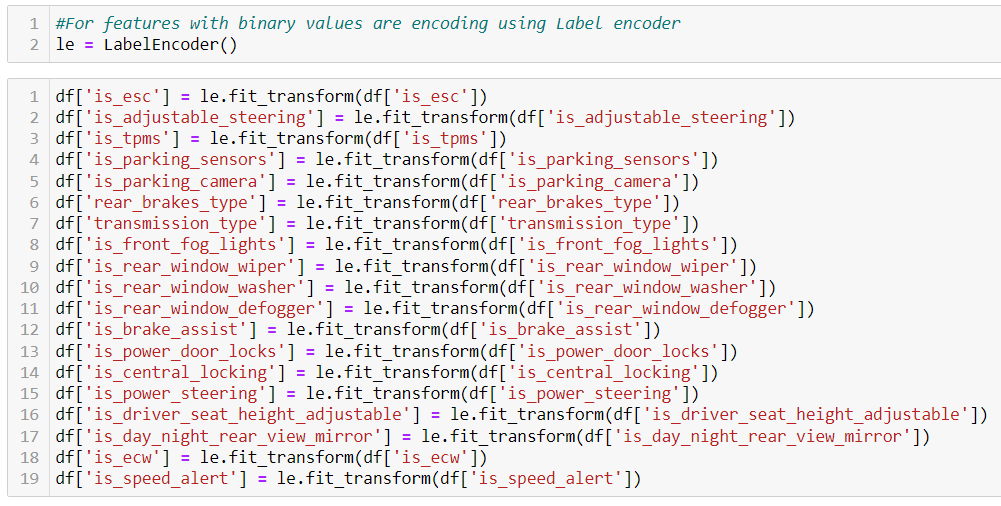 1 #For features with binary values are encoding using Label encoder
2 le = LabelEncoder()
1 df['is_esc'] = le.fit_transform(df['is_esc'])
2 df['is_adjustable_steering'] = le.fit_transform(df['is_adjustable_steering'])
3 df['is_tpms'] = le.fit_transform(df['is_tpms'])
4 df['is_parking_sensors'] = le.fit_transform(df['is_parking_sensors'])
5 df['is_parking_camera'] = le.fit_transform(df['is_parking_camera'])
6 df['rear_brakes_type'] = le.fit_transform(df['rear_brakes_type'])
7 df['transmission_type'] = le.fit_transform(df['transmission_type'])
8 df['is_front_fog_lights'] = le.fit_transform(df['is_front_fog_lights'])
9 df['is_rear_window_wiper'] = le.fit_transform(df['is_rear_window_wiper'])
10 df['is_rear_window_washer'] = le.fit_transform(df['is_rear_window_washer'])
11 df['is_rear_window_defogger'] = le.fit_transform(df['is_rear_window_defogger'])
12 df['is_brake_assist'] = le.fit_transform(df['is_brake_assist'])
13 df['is_power_door_locks'] = le.fit_transform(df['is_power_door_locks'])
14 df['is_central_locking'] = le.fit_transform(df['is_central_locking'])
15 df['is_power_steering'] = le.fit_transform(df['is_power_steering'])
16 df['is_driver_seat_height_adjustable'] = le.fit_transform(df['is_driver_seat_height_adjustable'])
17 df['is_day_night_rear_view_mirror'] = le.fit_transform(df['is_day_night_rear_view_mirror'])
18 df['is_ecw'] = le.fit_transform(df['is_ecw'])
19 df['is_speed_alert'] = le.fit_transform(df['is_speed_alert'])